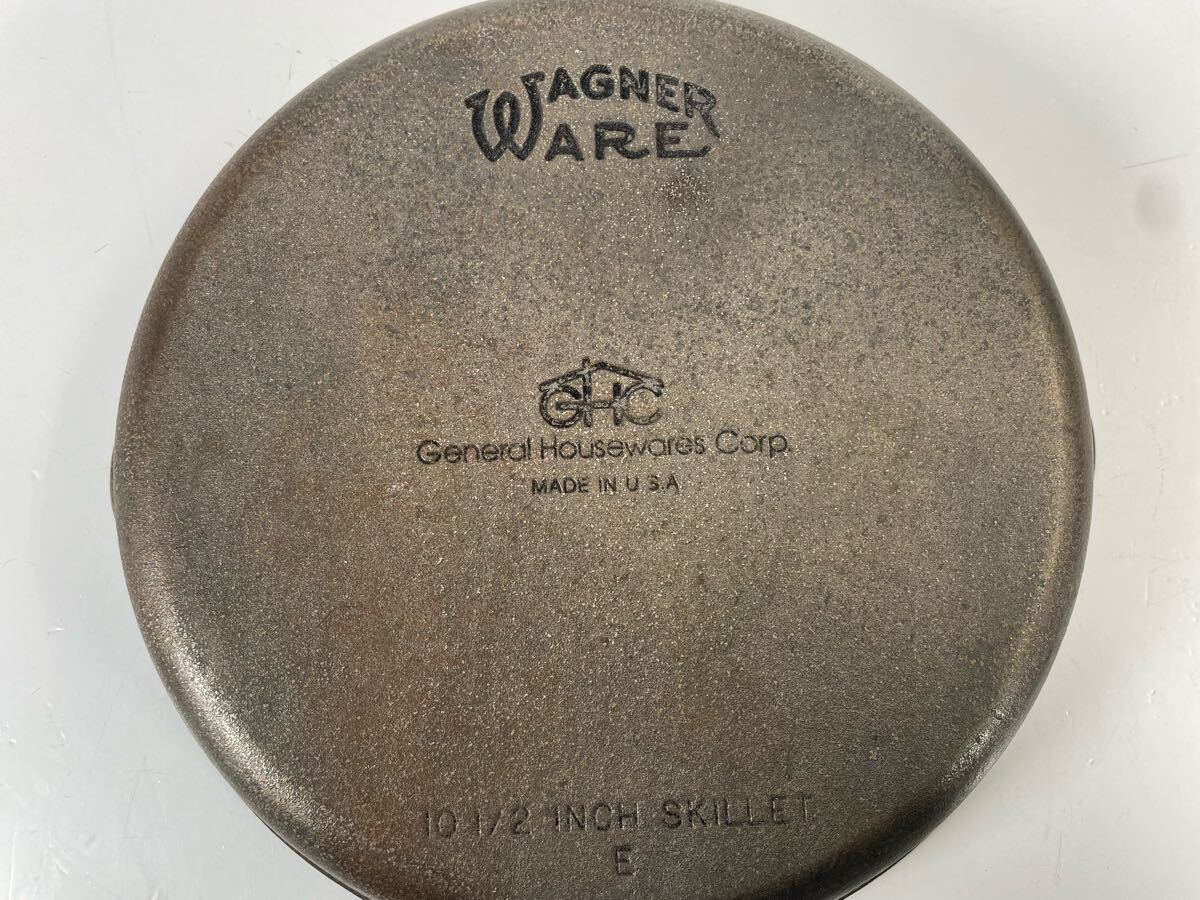 WAGNER
WARE
GHC
General Housewares Corp.
MADE IN U.S.A
10 1/2 INCH SKILLET
E